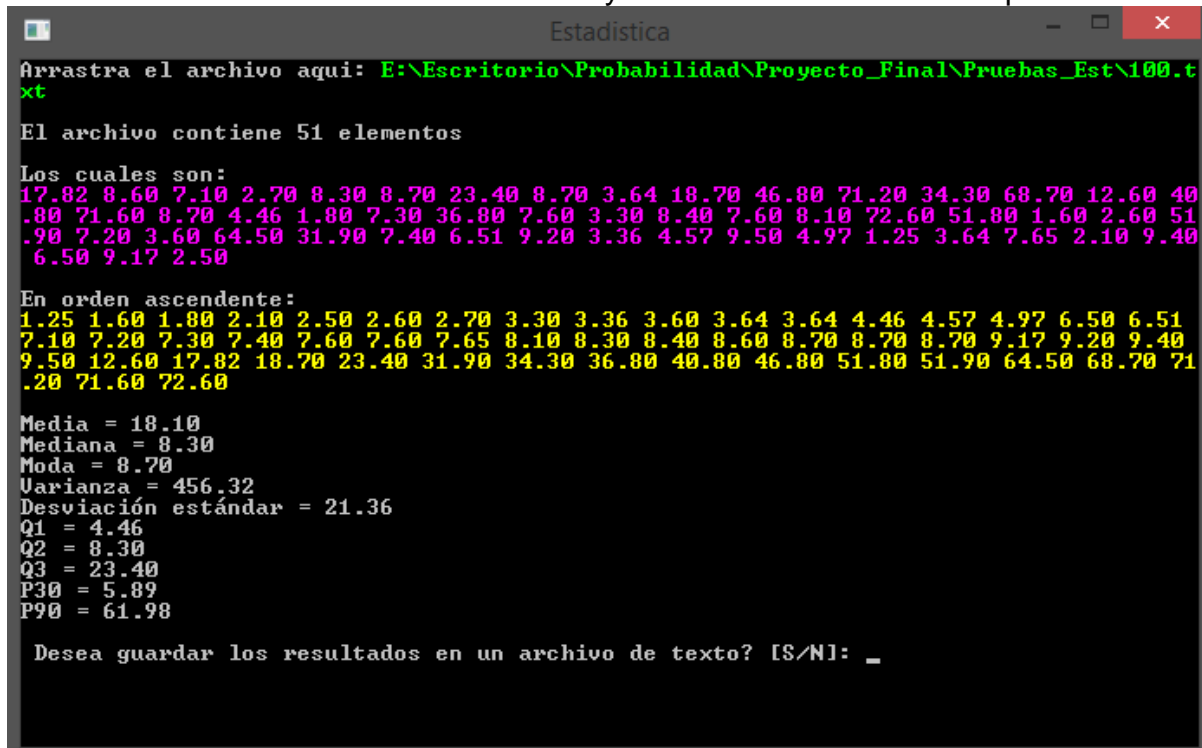 Estadistica
Arrastra el archivo aqui: E:\Escritorio\Probabilidad\Proyecto_Final\Pruebas_Est\100.t
xt
El archivo contiene 51 elementos
Los cuales son:
17.82 8.60 7.10 2.70 8.30 8.70 23.40 8.70 3.64 18.70 46.80 71.20 34.30 68.70 12.60 40
.80 71.60 8.70 4.46 1.80 7.30 36.80 7.60 3.30 8.40 7.60 8.10 72.60 51.80 1.60 2.60 51
.90 7.20 3.60 64.50 31.90 7.40 6.51 9.20 3.36 4.57 9.50 4.97 1.25 3.64 7.65 2.10 9.40
6.50 9.17 2.50
En orden ascendente:
1.25 1.60 1.80 2.10 2.50 2.60 2.70 3.30 3.36 3.60 3.64 3.64 4.46 4.57 4.97 6.50 6.51
7.10 7.20 7.30 7.40 7.60 7.60 7.65 8.10 8.30 8.40 8.60 8.70 8.70 8.70 9.17 9.20 9.40
9.50 12.60 17.82 18.70 23.40 31.90 34.30 36.80 40.80 46.80 51.80 51.90 64.50 68.70 71
.20 71.60 72.60
Media = 18.10
Mediana = 8.30
Moda = 8.70
Varianza = 456.32
Desviación estándar = 21.36
Q1 = 4.46
Q2 = 8.30
Q3 = 23.40
P30 = 5.89
P90 = 61.98
Desea guardar los resultados en un archivo de texto? [S/N]: _